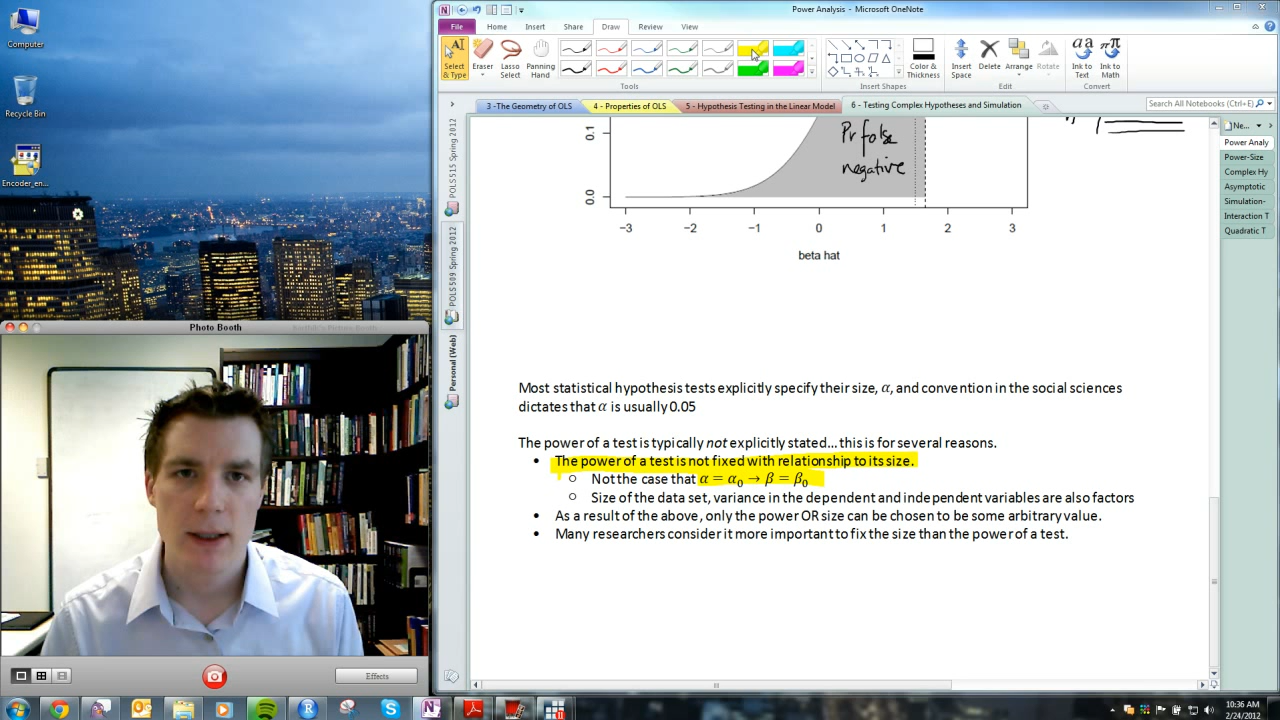 Power Analysis - Microsoft OneNote
Computer
Recycle Bin
Encoder_en...
File Home Insert Share Draw Review View
Select & Type
Eraser
Lasso Select
Panning Hand
Color & Thickness
Insert Space
Delete
Arrange
Rotate
Ink to Text
Ink to Math
Tools
Insert Shapes
Edit
Convert
3 -The Geometry of OLS
4 - Properties of OLS
5 - Hypothesis Testing in the Linear Model
6 - Testing Complex Hypotheses and Simulation
Search All Notebooks (Ctrl+E)
POLS 515 Spring 2012
POLS 509 Spring 2012
Personal (Web)
Ne...
Power Analy
Power-Size
Complex Hy
Asymptotic
Simulation-
Interaction T
Quadratic T
0.1
0.0
Pr false
negative
−3 −2 −1 0 1 2 3
beta hat
Most statistical hypothesis tests explicitly specify their size, α, and convention in the social sciences
dictates that α is usually 0.05
The power of a test is typically not explicitly stated... this is for several reasons.
• The power of a test is not fixed with relationship to its size.
○ Not the case that α = α₀ → β = β₀
○ Size of the data set, variance in the dependent and independent variables are also factors
• As a result of the above, only the power OR size can be chosen to be some arbitrary value.
• Many researchers consider it more important to fix the size than the power of a test.
Photo Booth
Effects
10:36 AM
2/24/2012